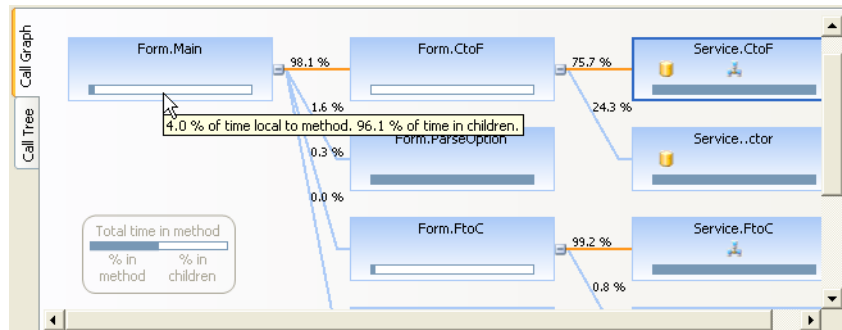 Call Graph
Call Tree
Form.Main
98.1 %
Form.CtoF
75.7 %
Service.CtoF
1.6 %
24.3 %
4.0 % of time local to method. 96.1 % of time in children.
0.3 %
Form.ParseOption
Service..ctor
0.0 %
Total time in method
% in method
% in children
Form.FtoC
99.2 %
Service.FtoC
0.8 %